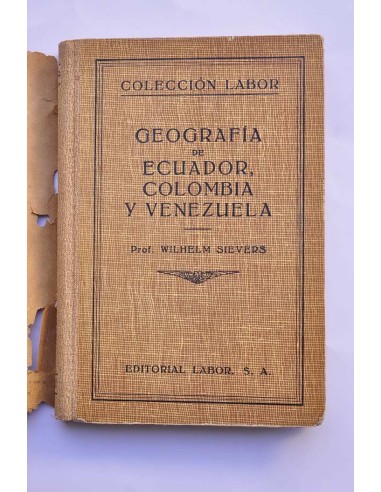 COLECCIÓN LABOR
GEOGRAFÍA
DE
ECUADOR,
COLOMBIA
Y VENEZUELA
Prof. WILHELM SIEVERS
EDITORIAL LABOR, S. A.